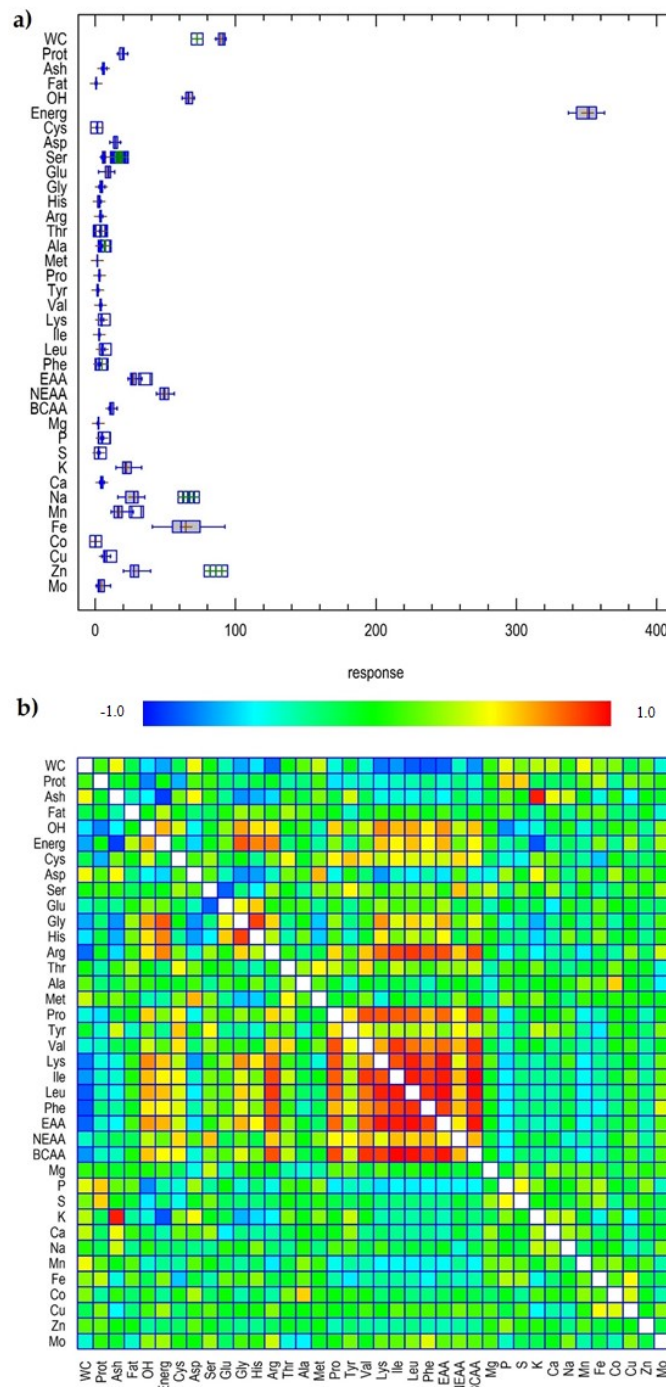 a)
WC
Prot
Ash
Fat
OH
Energ
Cys
Asp
Ser
Glu
Gly
His
Arg
Thr
Ala
Met
Pro
Tyr
Val
Lys
Ile
Leu
Phe
EAA
NEAA
BCAA
Mg
P
S
K
Ca
Na
Mn
Fe
Co
Cu
Zn
Mo
0 100 200 300 400
response
b)
-1.0 1.0
WC
Prot
Ash
Fat
OH
Energ
Cys
Asp
Ser
Glu
Gly
His
Arg
Thr
Ala
Met
Pro
Tyr
Val
Lys
Ile
Leu
Phe
EAA
NEAA
BCAA
Mg
P
S
K
Ca
Na
Mn
Fe
Co
Cu
Zn
Mo
WC Prot Ash Fat OH Energ Cys Asp Ser Glu Gly His Arg Thr Ala Met Pro Tyr Val Lys Ile Leu Phe EAA NEAA BCAA Mg P S K Ca Na Mn Fe Co Cu Zn Mo